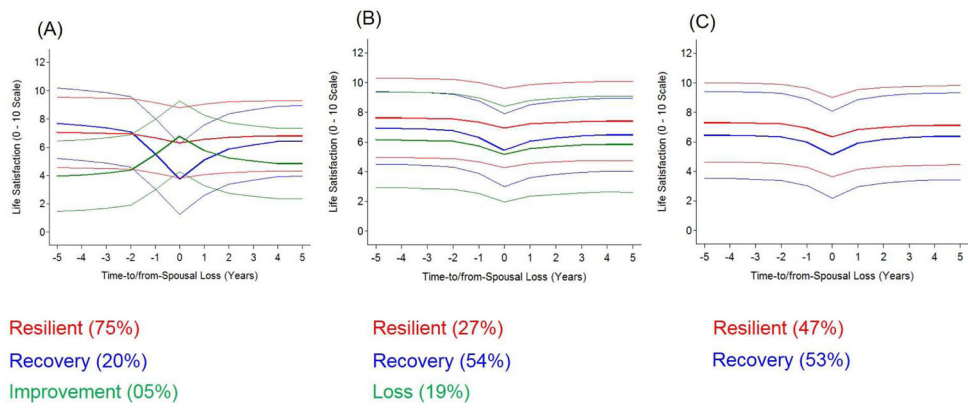 (A)
Life Satisfaction (0 - 10 Scale)
12
10
8
6
4
2
0
-5 -4 -3 -2 -1 0 1 2 3 4 5
Time-to/from-Spousal Loss (Years)
Resilient (75%)
Recovery (20%)
Improvement (05%)
(B)
Life Satisfaction (0 - 10 Scale)
12
10
8
6
4
2
0
-5 -4 -3 -2 -1 0 1 2 3 4 5
Time-to/from-Spousal Loss (Years)
Resilient (27%)
Recovery (54%)
Loss (19%)
(C)
Life Satisfaction (0 - 10 Scale)
12
10
8
6
4
2
0
-5 -4 -3 -2 -1 0 1 2 3 4 5
Time-to/from-Spousal Loss (Years)
Resilient (47%)
Recovery (53%)